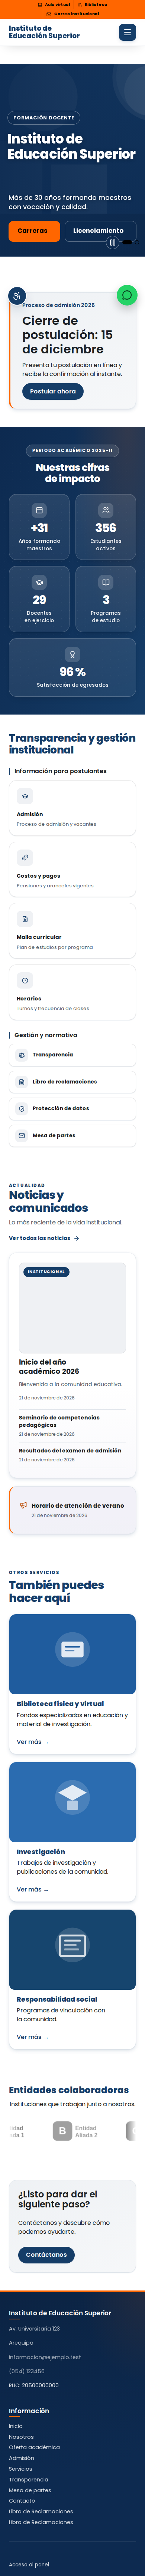 Aula virtual
Biblioteca
Correo institucional
Instituto de
Educación Superior
FORMACIÓN DOCENTE
Instituto de
Educación Superior
Más de 30 años formando maestros
con vocación y calidad.
Carreras
Licenciamiento
Proceso de admisión 2026
Cierre de
postulación: 15
de diciembre
Presenta tu postulación en línea y
recibe la confirmación al instante.
Postular ahora
PERIODO ACADÉMICO 2025-II
Nuestras cifras
de impacto
+31
Años formando
maestros
356
Estudiantes
activos
29
Docentes
en ejercicio
3
Programas
de estudio
96 %
Satisfacción de egresados
Transparencia y gestión
institucional
Información para postulantes
Admisión
Proceso de admisión y vacantes
Costos y pagos
Pensiones y aranceles vigentes
Malla curricular
Plan de estudios por programa
Horarios
Turnos y frecuencia de clases
Gestión y normativa
Transparencia
Libro de reclamaciones
Protección de datos
Mesa de partes
ACTUALIDAD
Noticias y
comunicados
Lo más reciente de la vida institucional.
Ver todas las noticias →
INSTITUCIONAL
Inicio del año
académico 2026
Bienvenida a la comunidad educativa.
21 de noviembre de 2026
Seminario de competencias
pedagógicas
21 de noviembre de 2026
Resultados del examen de admisión
21 de noviembre de 2026
Horario de atención de verano
21 de noviembre de 2026
OTROS SERVICIOS
También puedes
hacer aquí
Biblioteca física y virtual
Fondos especializados en educación y
material de investigación.
Ver más →
Investigación
Trabajos de investigación y
publicaciones de la comunidad.
Ver más →
Responsabilidad social
Programas de vinculación con
la comunidad.
Ver más →
Entidades colaboradoras
Instituciones que trabajan junto a nosotros.
B
Entidad
Aliada 2
¿Listo para dar el
siguiente paso?
Contáctanos y descubre cómo
podemos ayudarte.
Contáctanos
Instituto de Educación Superior
Av. Universitaria 123
Arequipa
informacion@ejemplo.test
(054) 123456
RUC: 20500000000
Información
Inicio
Nosotros
Oferta académica
Admisión
Servicios
Transparencia
Mesa de partes
Contacto
Libro de Reclamaciones
Libro de Reclamaciones
Acceso al panel